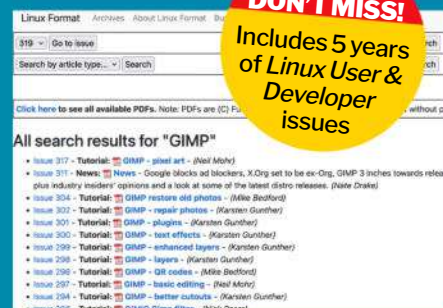 DON'T MISS!
Includes 5 years
of Linux User &
Developer
issues
Linux Format Archives About Linux Format
319 Go to issue
Search by article type... Search
Click here to see all available PDFs. Note: PDFs are (C) without
All search results for "GIMP"
• Issue 317 - Tutorial: GIMP - pixel art - (Neil Mohr)
• Issue 311 - News: News - Google blocks ad blockers, X.Org set to be ex-Org, GIMP 3 inches towards
plus industry insiders' opinions and a look at some of the latest distro releases. (Nate Drake)
• Issue 304 - Tutorial: GIMP restore old photos - (Mike Bedford)
• Issue 302 - Tutorial: GIMP - repair photos - (Karsten Gunther)
• Issue 301 - Tutorial: GIMP - plugins - (Karsten Gunther)
• Issue 300 - Tutorial: GIMP - text effects - (Karsten Gunther)
• Issue 299 - Tutorial: GIMP - enhanced layers - (Karsten Gunther)
• Issue 298 - Tutorial: GIMP - layers - (Karsten Gunther)
• Issue 298 - Tutorial: GIMP - QR codes - (Mike Bedford)
• Issue 297 - Tutorial: GIMP - basic editing - (Neil Mohr)
• Issue 294 - Tutorial: GIMP - better cutouts - (Karsten Gunther)